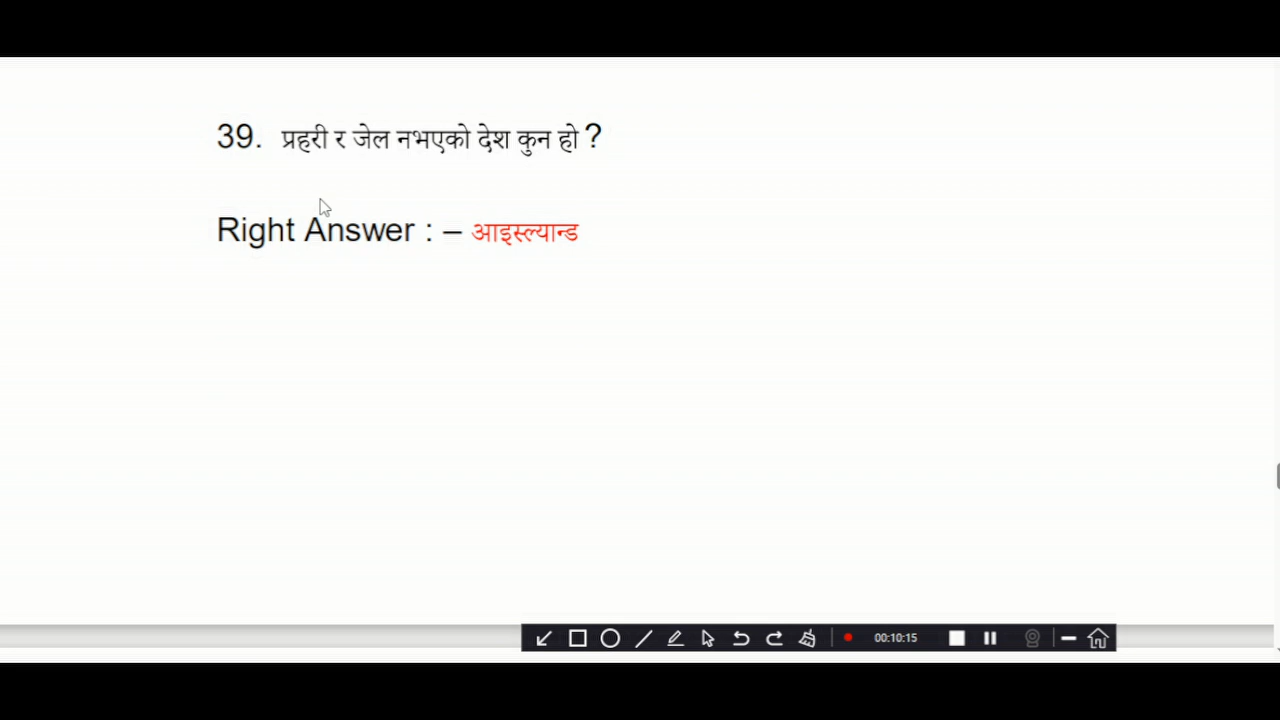 39. प्रहरी र जेल नभएको देश कुन हो ?
Right Answer : – आइस्ल्यान्ड
00:10:15